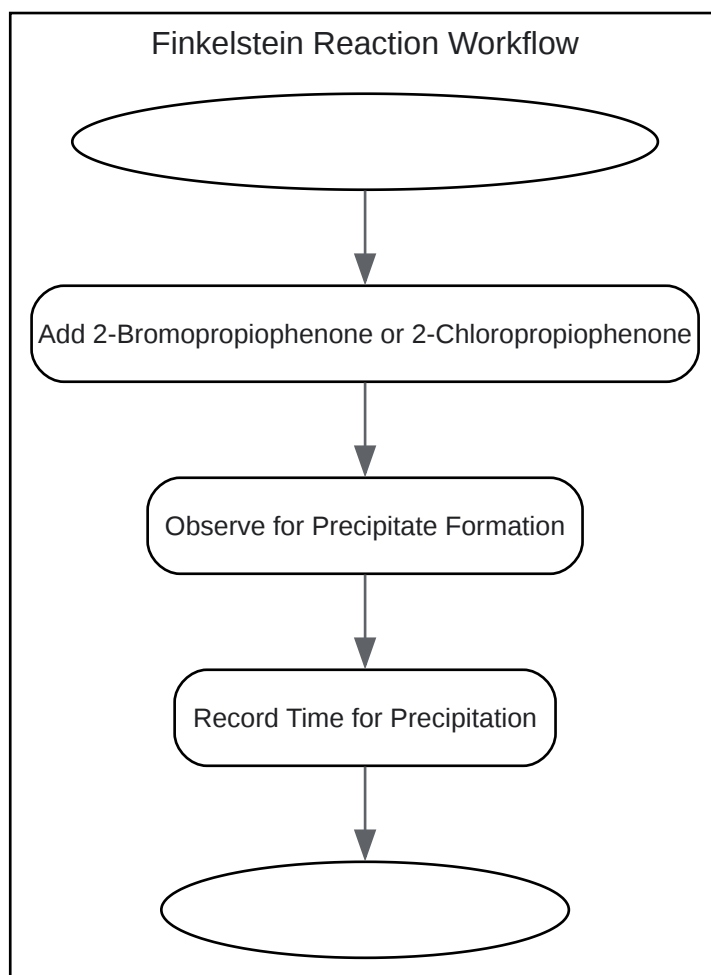 Finkelstein Reaction Workflow
Add 2-Bromopropiophenone or 2-Chloropropiophenone
Observe for Precipitate Formation
Record Time for Precipitation